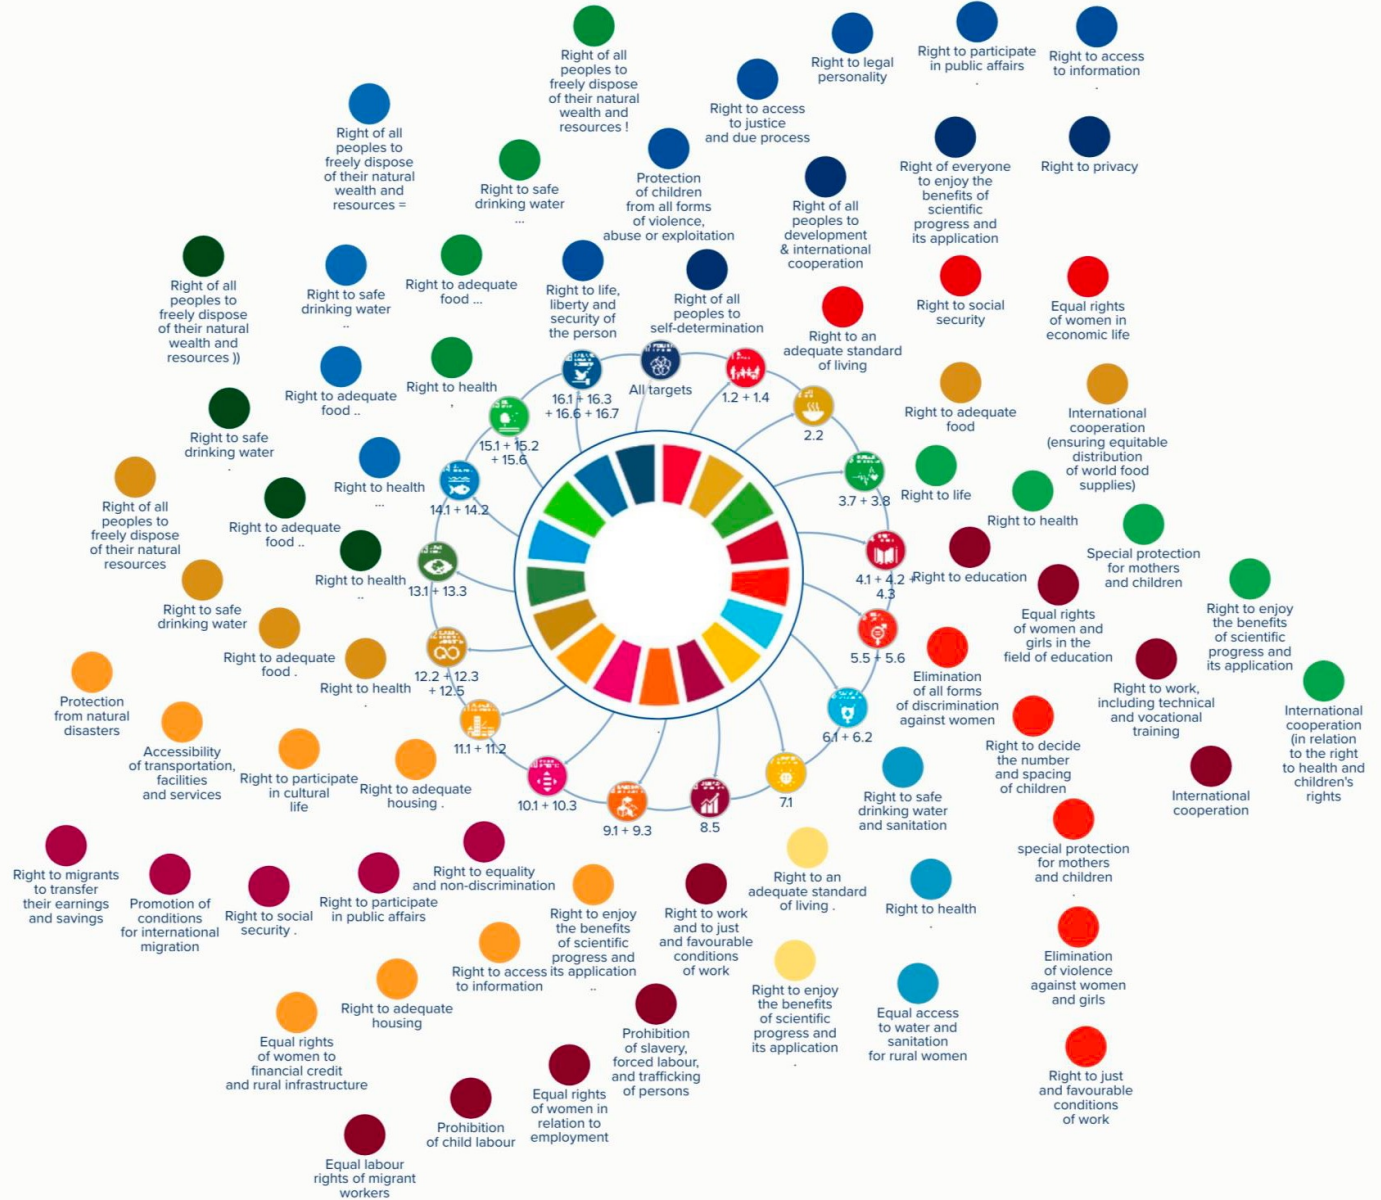 Right of all
peoples to
freely dispose
of their natural
wealth and
resources !
Right to legal
personality
Right to participate
in public affairs
.
Right to access
to information
.
Right to access
to justice
and due process
Right of all
peoples to
freely dispose
of their natural
wealth and
resources =
Right to safe
drinking water
...
Protection
of children
from all forms
of violence,
abuse or exploitation
Right of all
peoples to
development
& international
cooperation
Right of everyone
to enjoy the
benefits of
scientific
progress and
its application
Right to privacy
Right of all
peoples to
freely dispose
of their natural
wealth and
resources ))
Right to safe
drinking water
..
Right to adequate
food ...
Right to life,
liberty and
security of
the person
Right of all
peoples to
self-determination
Right to an
adequate standard
of living
Right to social
security
Equal rights
of women in
economic life
Right to adequate
food ..
Right to health
,
16.1 + 16.3
+ 16.6 + 16.7
All targets
1.2 + 1.4
2.2
Right to adequate
food
International
cooperation
(ensuring equitable
distribution
of world food
supplies)
Right to safe
drinking water
.
15.1 + 15.2
+ 15.6
Right to health
...
14.1 + 14.2
3.7 + 3.8
Right to life
Right to health
Special protection
for mothers
and children
Right to enjoy
the benefits
of scientific
progress and
its application
International
cooperation
(in relation
to the right
to health and
children's
rights
Right of all
peoples to
freely dispose
of their natural
resources
Right to adequate
food ..
Right to health
..
13.1 + 13.3
4.1 + 4.2 +
4.3
Right to education
Equal rights
of women and
girls in the
field of education
Right to work,
including technical
and vocational
training
International
cooperation
Right to safe
drinking water
Right to adequate
food .
Right to health
.
12.2 + 12.3
+ 12.5
5.5 + 5.6
Elimination
of all forms
of discrimination
against women
Right to decide
the number
and spacing
of children
special protection
for mothers
and children
.
Elimination
of violence
against women
and girls
Right to just
and favourable
conditions
of work
Protection
from natural
disasters
Accessibility
of transportation,
facilities
and services
Right to participate
in cultural
life
Right to adequate
housing .
11.1 + 11.2
6.1 + 6.2
Right to safe
drinking water
and sanitation
Right to health
.
Equal access
to water and
sanitation
for rural women
.
10.1 + 10.3
9.1 + 9.3
8.5
7.1
Right to an
adequate standard
of living .
Right to enjoy
the benefits
of scientific
progress and
its application
.
Right to migrants
to transfer
their earnings
and savings
Promotion of
conditions
for international
migration
Right to social
security .
Right to participate
in public affairs
Right to equality
and non-discrimination
Right to enjoy
the benefits
of scientific
progress and
its application
..
Right to access
to information
Right to adequate
housing
Equal rights
of women to
financial credit
and rural infrastructure
Right to work
and to just
and favourable
conditions
of work
Prohibition
of slavery,
forced labour,
and trafficking
of persons
Equal rights
of women in
relation to
employment
Prohibition
of child labour
Equal labour
rights of migrant
workers